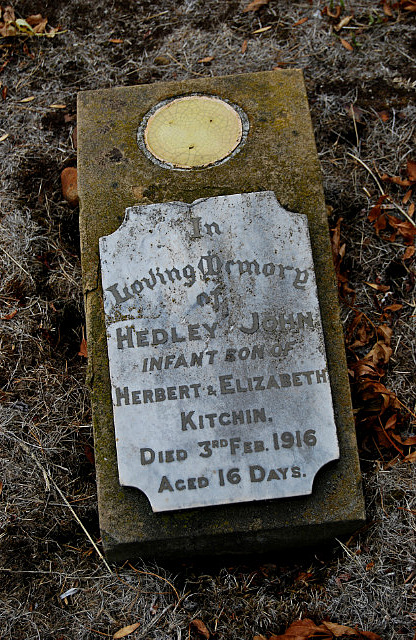 In
Loving Memory
of
HEDLEY JOHN
INFANT SON OF
HERBERT & ELIZABETH
KITCHIN.
DIED 3RD FEB. 1916
AGED 16 DAYS.